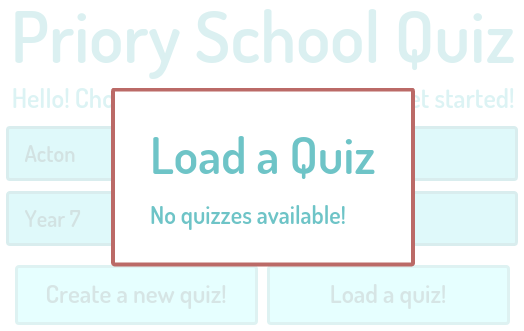 Priory School Quiz
Hello! Cho et started!
Acton
Load a Quiz
No quizzes available!
Year 7
Create a new quiz!
Load a quiz!